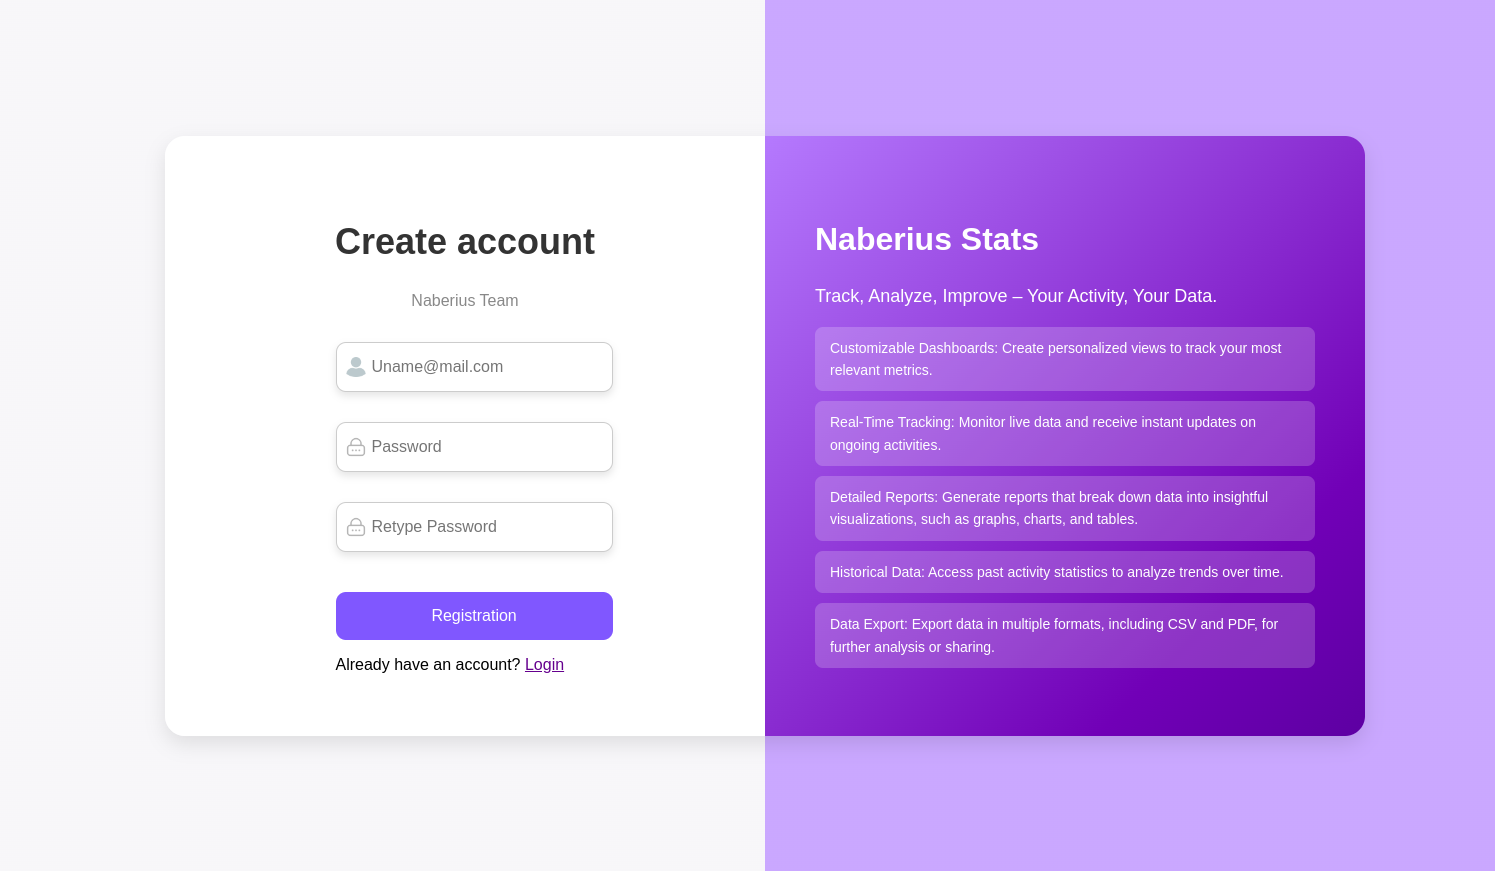 Create account
Naberius Team
Uname@mail.com
Password
Retype Password
Registration
Already have an account? Login
Naberius Stats
Track, Analyze, Improve – Your Activity, Your Data.
Customizable Dashboards: Create personalized views to track your most
relevant metrics.
Real-Time Tracking: Monitor live data and receive instant updates on
ongoing activities.
Detailed Reports: Generate reports that break down data into insightful
visualizations, such as graphs, charts, and tables.
Historical Data: Access past activity statistics to analyze trends over time.
Data Export: Export data in multiple formats, including CSV and PDF, for
further analysis or sharing.